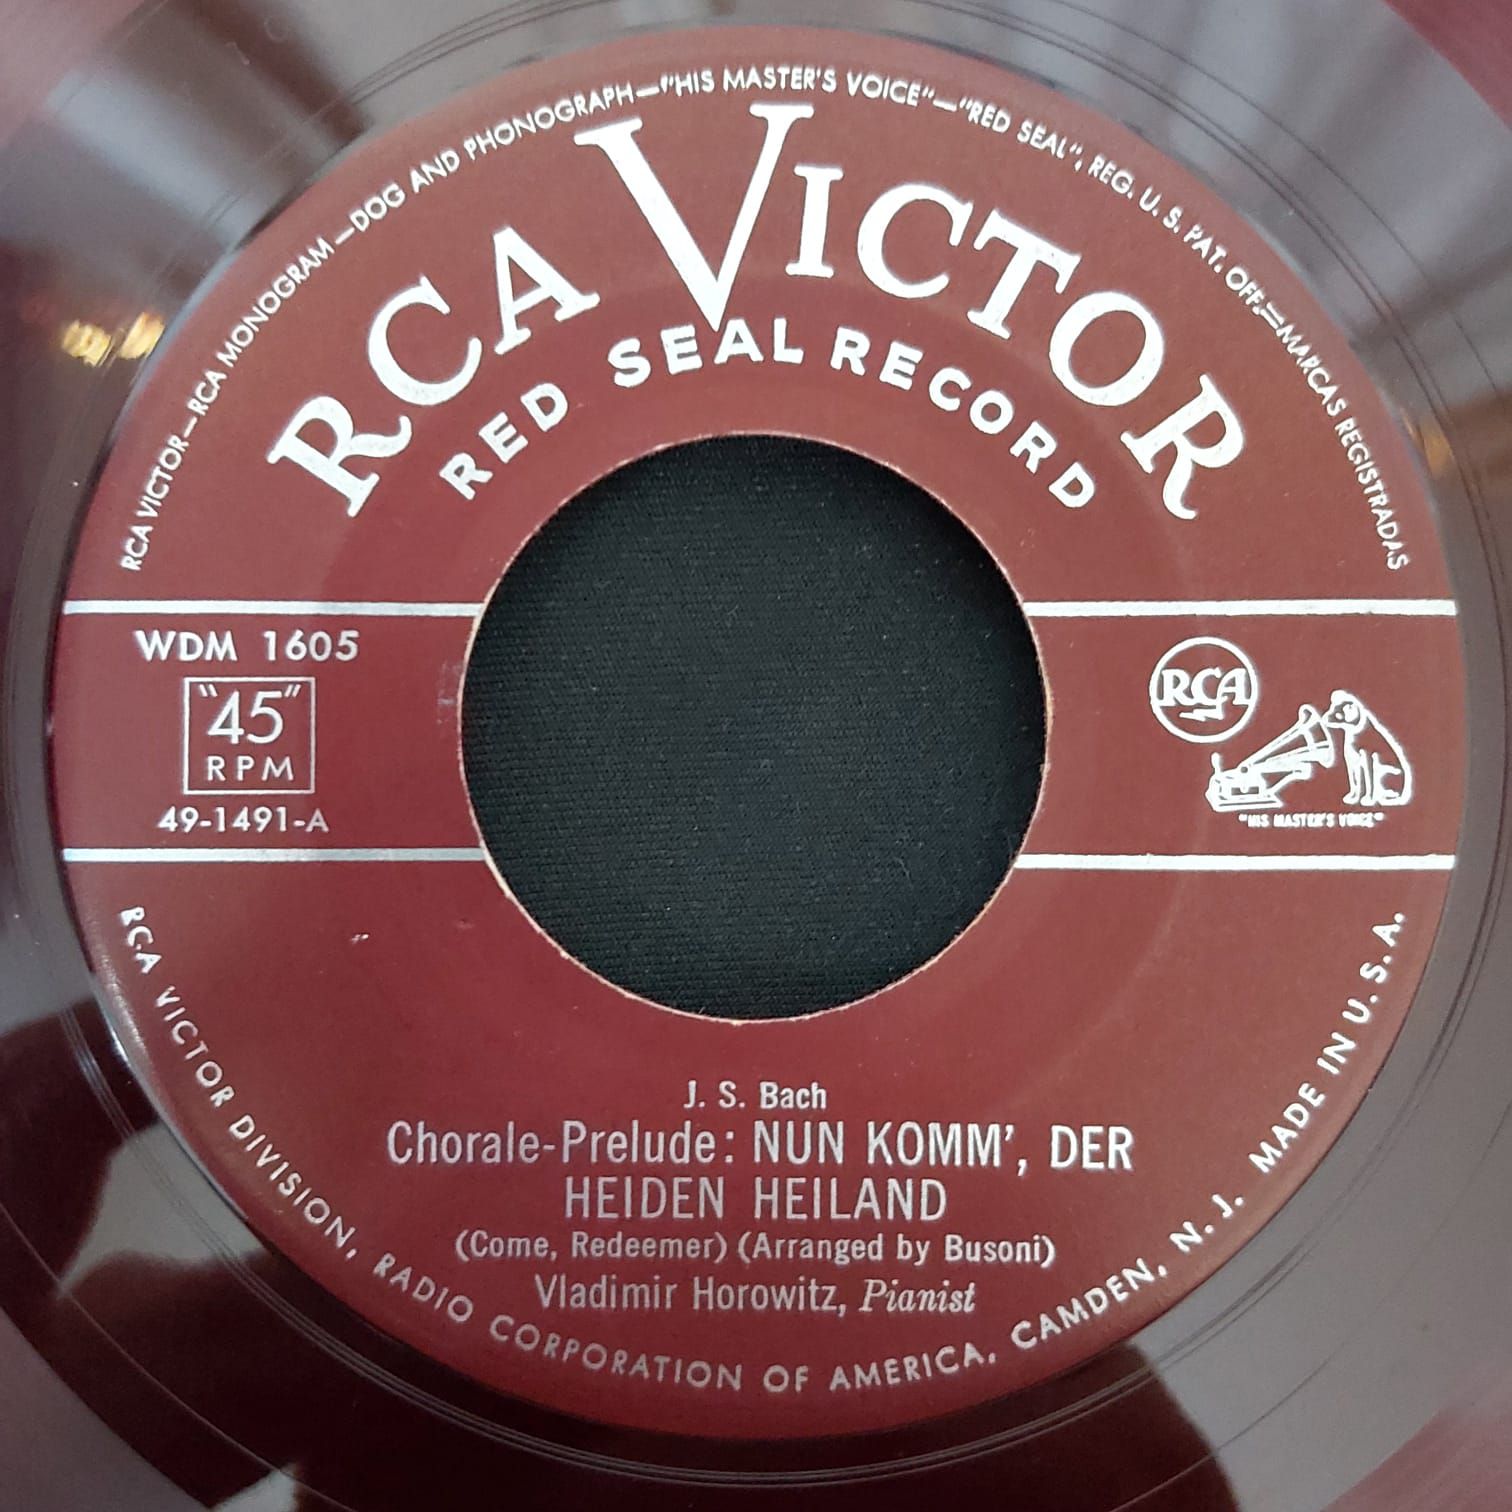 RCA VICTOR—RCA MONOGRAM—DOG AND PHONOGRAPH—"HIS MASTER'S VOICE"—"RED SEAL", REG. U. S. PAT. OFF.—MARCAS REGISTRADAS
RCA VICTOR
RED SEAL RECORD
WDM 1605
"45"
RPM
49-1491-A
RCA
"HIS MASTER'S VOICE"
J. S. Bach
Chorale-Prelude: NUN KOMM', DER
HEIDEN HEILAND
(Come, Redeemer) (Arranged by Busoni)
Vladimir Horowitz, Pianist
RCA VICTOR DIVISION, RADIO CORPORATION OF AMERICA, CAMDEN, N. J. MADE IN U. S. A.